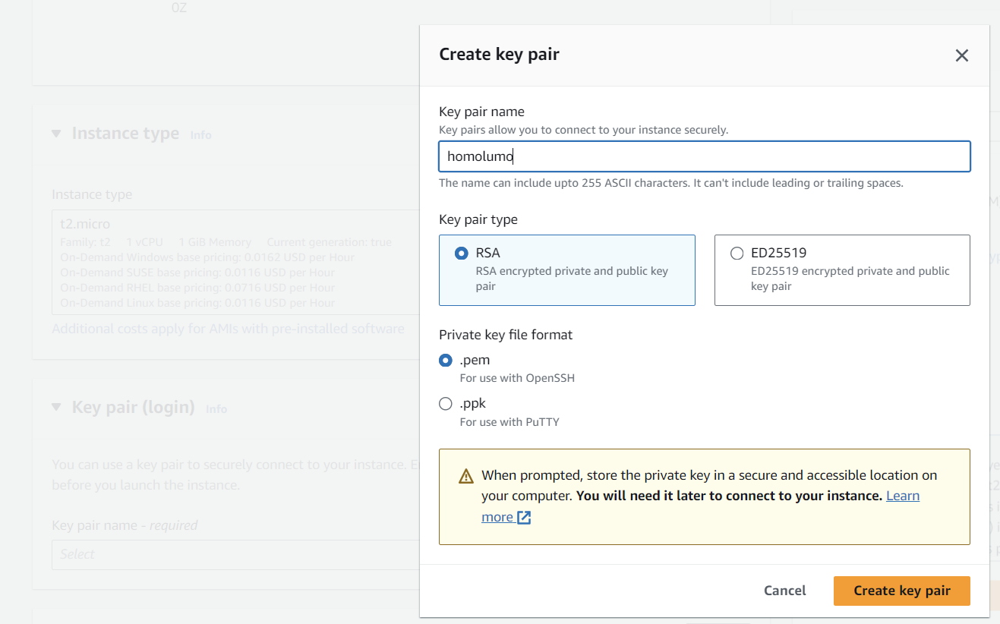 OZ
Instance type Info
Instance type
t2.micro
Family: t2 1 vCPU 1 GiB Memory Current generation: true
On-Demand Windows base pricing: 0.0162 USD per Hour
On-Demand SUSE base pricing: 0.0116 USD per Hour
On-Demand RHEL base pricing: 0.0716 USD per Hour
On-Demand Linux base pricing: 0.0116 USD per Hour
Additional costs apply for AMIs with pre-installed software
Key pair (login) Info
You can use a key pair to securely connect to your instance. E
before you launch the instance.
Key pair name - required
Select
Create key pair
Key pair name
Key pairs allow you to connect to your instance securely.
homolumo
The name can include upto 255 ASCII characters. It can't include leading or trailing spaces.
Key pair type
RSA
RSA encrypted private and public key
pair
ED25519
ED25519 encrypted private and public
key pair
Private key file format
.pem
For use with OpenSSH
.ppk
For use with PuTTY
When prompted, store the private key in a secure and accessible location on
your computer. You will need it later to connect to your instance. Learn
more
Cancel
Create key pair